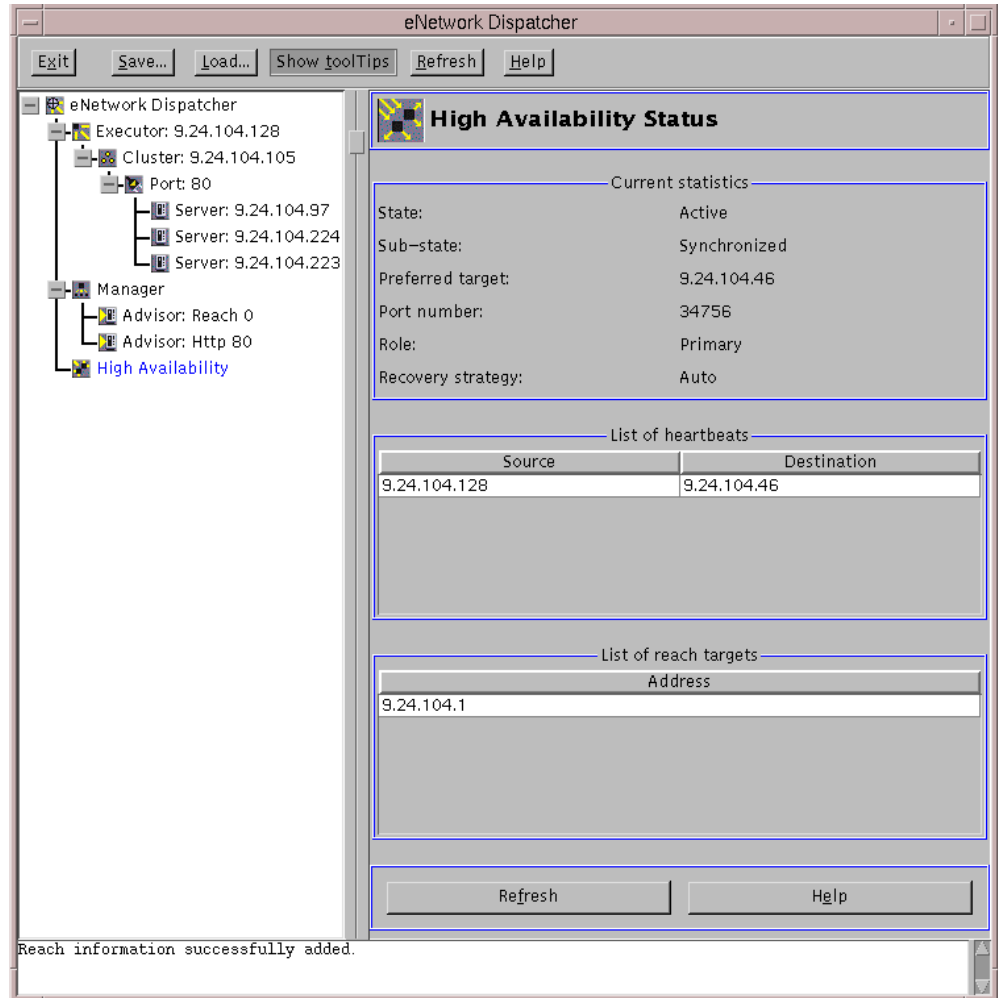 eNetwork Dispatcher
Exit Save... Load... Show toolTips Refresh Help
eNetwork Dispatcher
Executor: 9.24.104.128
Cluster: 9.24.104.105
Port: 80
Server: 9.24.104.97
Server: 9.24.104.224
Server: 9.24.104.223
Manager
Advisor: Reach 0
Advisor: Http 80
High Availability
High Availability Status
Current statistics
State: Active
Sub-state: Synchronized
Preferred target: 9.24.104.46
Port number: 34756
Role: Primary
Recovery strategy: Auto
List of heartbeats
Source Destination
9.24.104.128 9.24.104.46
List of reach targets
Address
9.24.104.1
Refresh Help
Reach information successfully added.